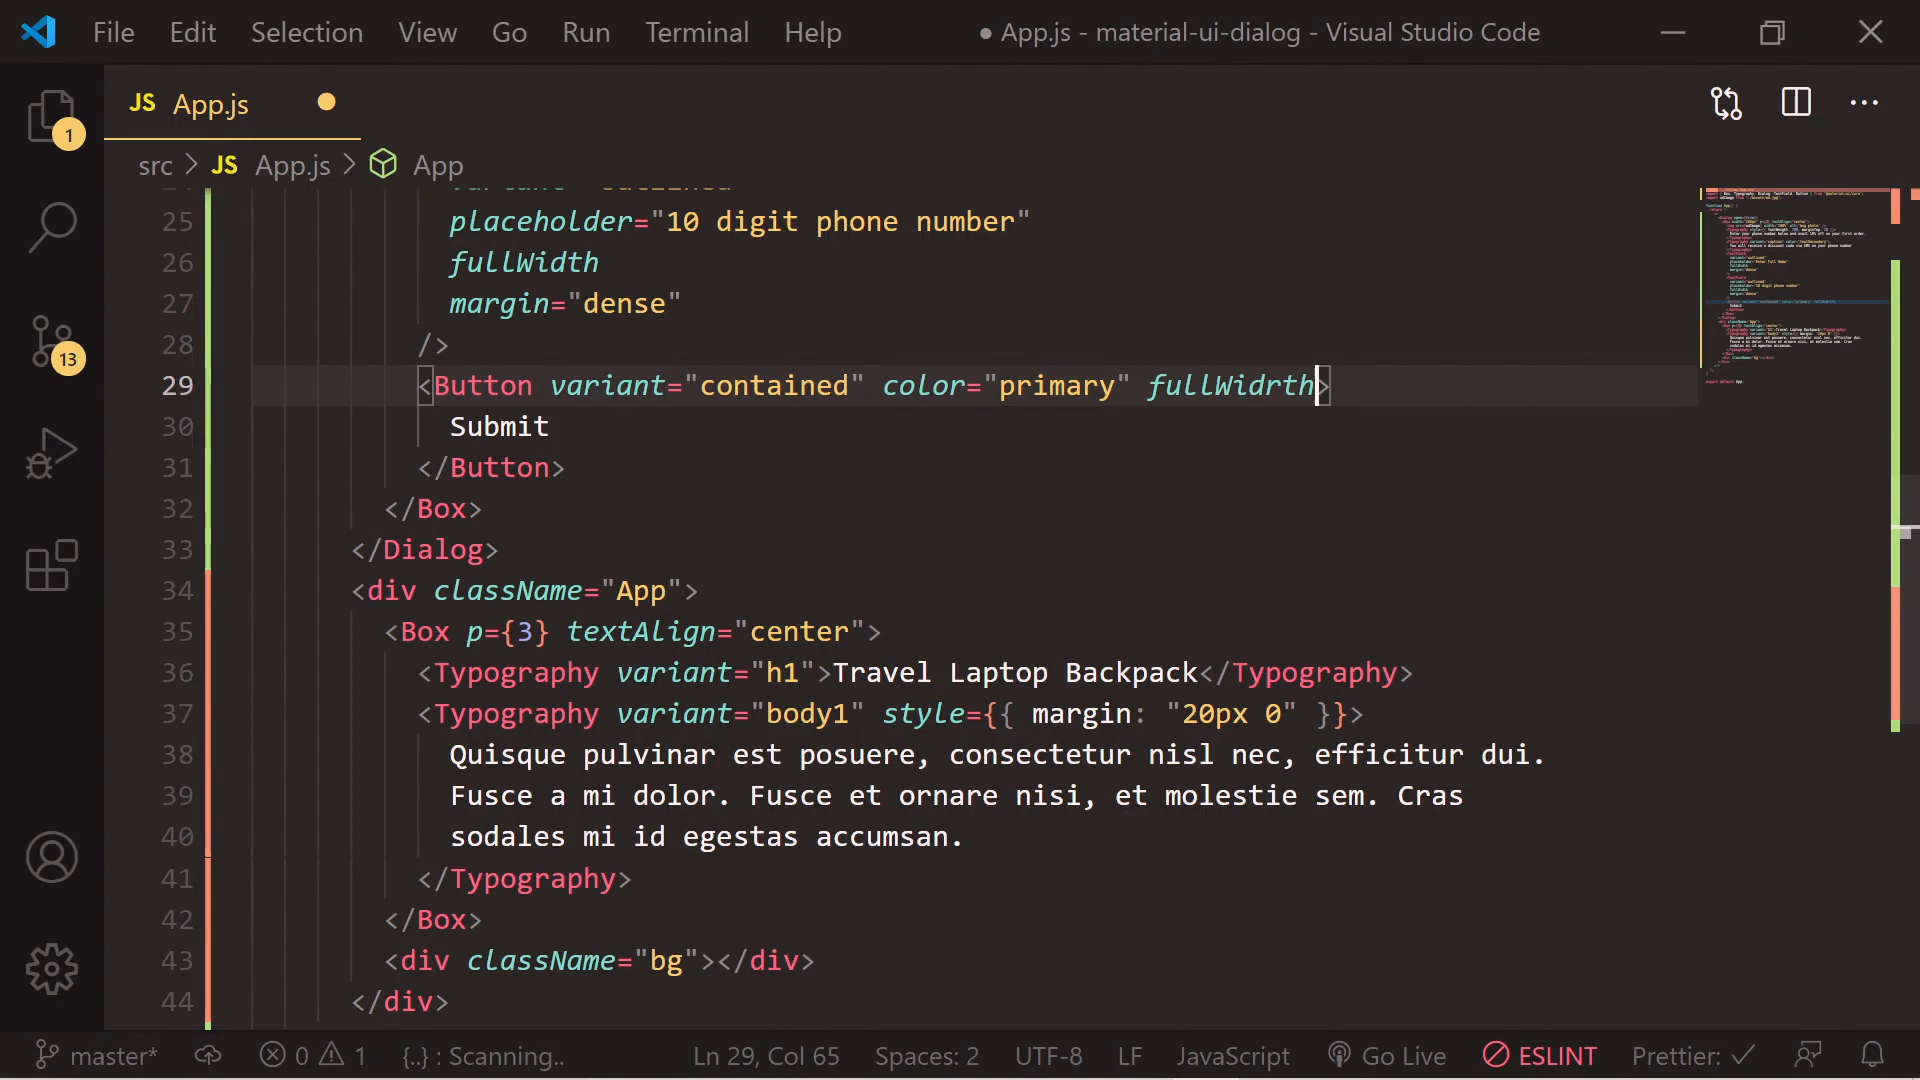 File Edit Selection View Go Run Terminal Help ● App.js - material-ui-dialog - Visual Studio Code
JS App.js
1
src > JS App.js > App
25 placeholder="10 digit phone number"
26 fullWidth
27 margin="dense"
28 />
29 <Button variant="contained" color="primary" fullWidrth>
30 Submit
31 </Button>
32 </Box>
33 </Dialog>
34 <div className="App">
35 <Box p={3} textAlign="center">
36 <Typography variant="h1">Travel Laptop Backpack</Typography>
37 <Typography variant="body1" style={{ margin: "20px 0" }}>
38 Quisque pulvinar est posuere, consectetur nisl nec, efficitur dui.
39 Fusce a mi dolor. Fusce et ornare nisi, et molestie sem. Cras
40 sodales mi id egestas accumsan.
41 </Typography>
42 </Box>
43 <div className="bg"></div>
44 </div>
13
master* 0 1 {..} : Scanning.. Ln 29, Col 65 Spaces: 2 UTF-8 LF JavaScript Go Live ESLINT Prettier: ✓